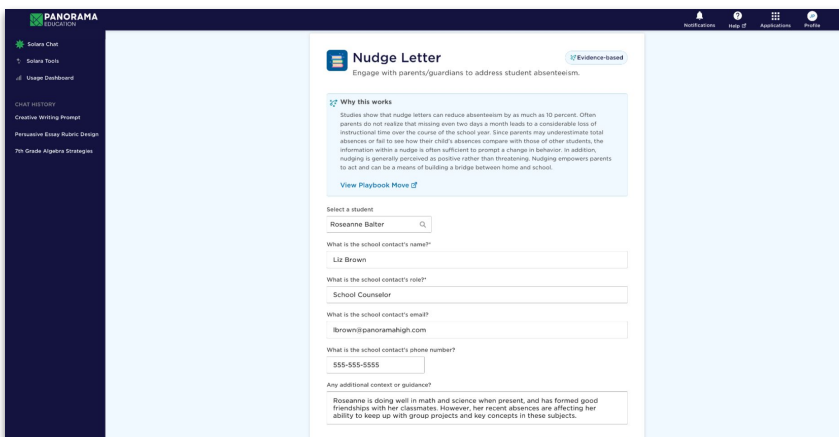 PANORAMA
EDUCATION
Notifications
Help
Applications
Profile
Solara Chat
Solara Tools
Usage Dashboard
CHAT HISTORY
Creative Writing Prompt
Persuasive Essay Rubric Design
7th Grade Algebra Strategies
Nudge Letter
Evidence-based
Engage with parents/guardians to address student absenteeism.
Why this works
Studies show that nudge letters can reduce absenteeism by as much as 10 percent. Often
parents do not realize that missing even two days a month leads to a considerable loss of
instructional time over the course of the school year. Since parents may underestimate total
absences or fail to see how their child's absences compare with those of other students, the
information within a nudge is often sufficient to prompt a change in behavior. In addition,
nudging is generally perceived as positive rather than threatening. Nudging empowers parents
to act and can be a means of building a bridge between home and school.
View Playbook Move
Select a student
Roseanne Balter
What is the school contact's name?*
Liz Brown
What is the school contact's role?*
School Counselor
What is the school contact's email?
lbrown@panoramahigh.com
What is the school contact's phone number?
555-555-5555
Any additional context or guidance?
Roseanne is doing well in math and science when present, and has formed good
friendships with her classmates. However, her recent absences are affecting her
ability to keep up with group projects and key concepts in these subjects.